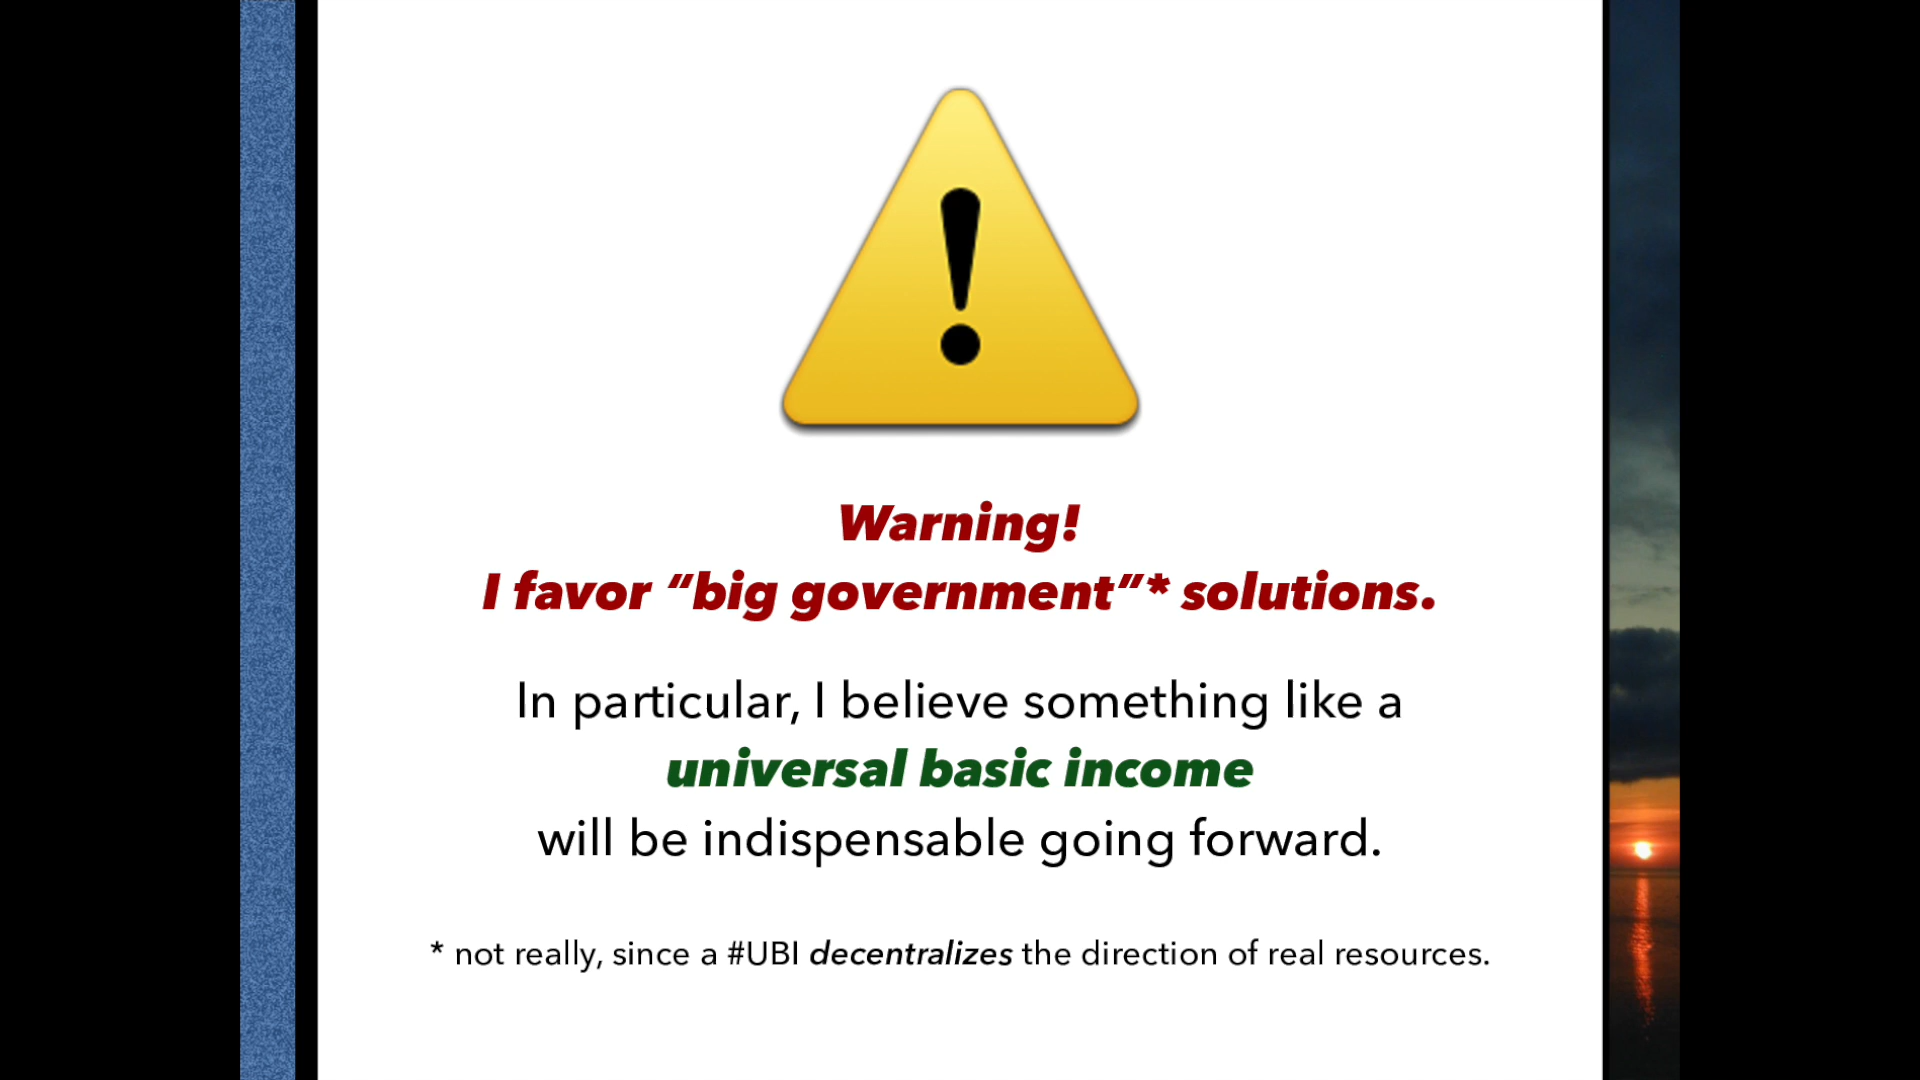 Warning!
I favor “big government”* solutions.
In particular, I believe something like a
universal basic income
will be indispensable going forward.
* not really, since a #UBI decentralizes the direction of real resources.